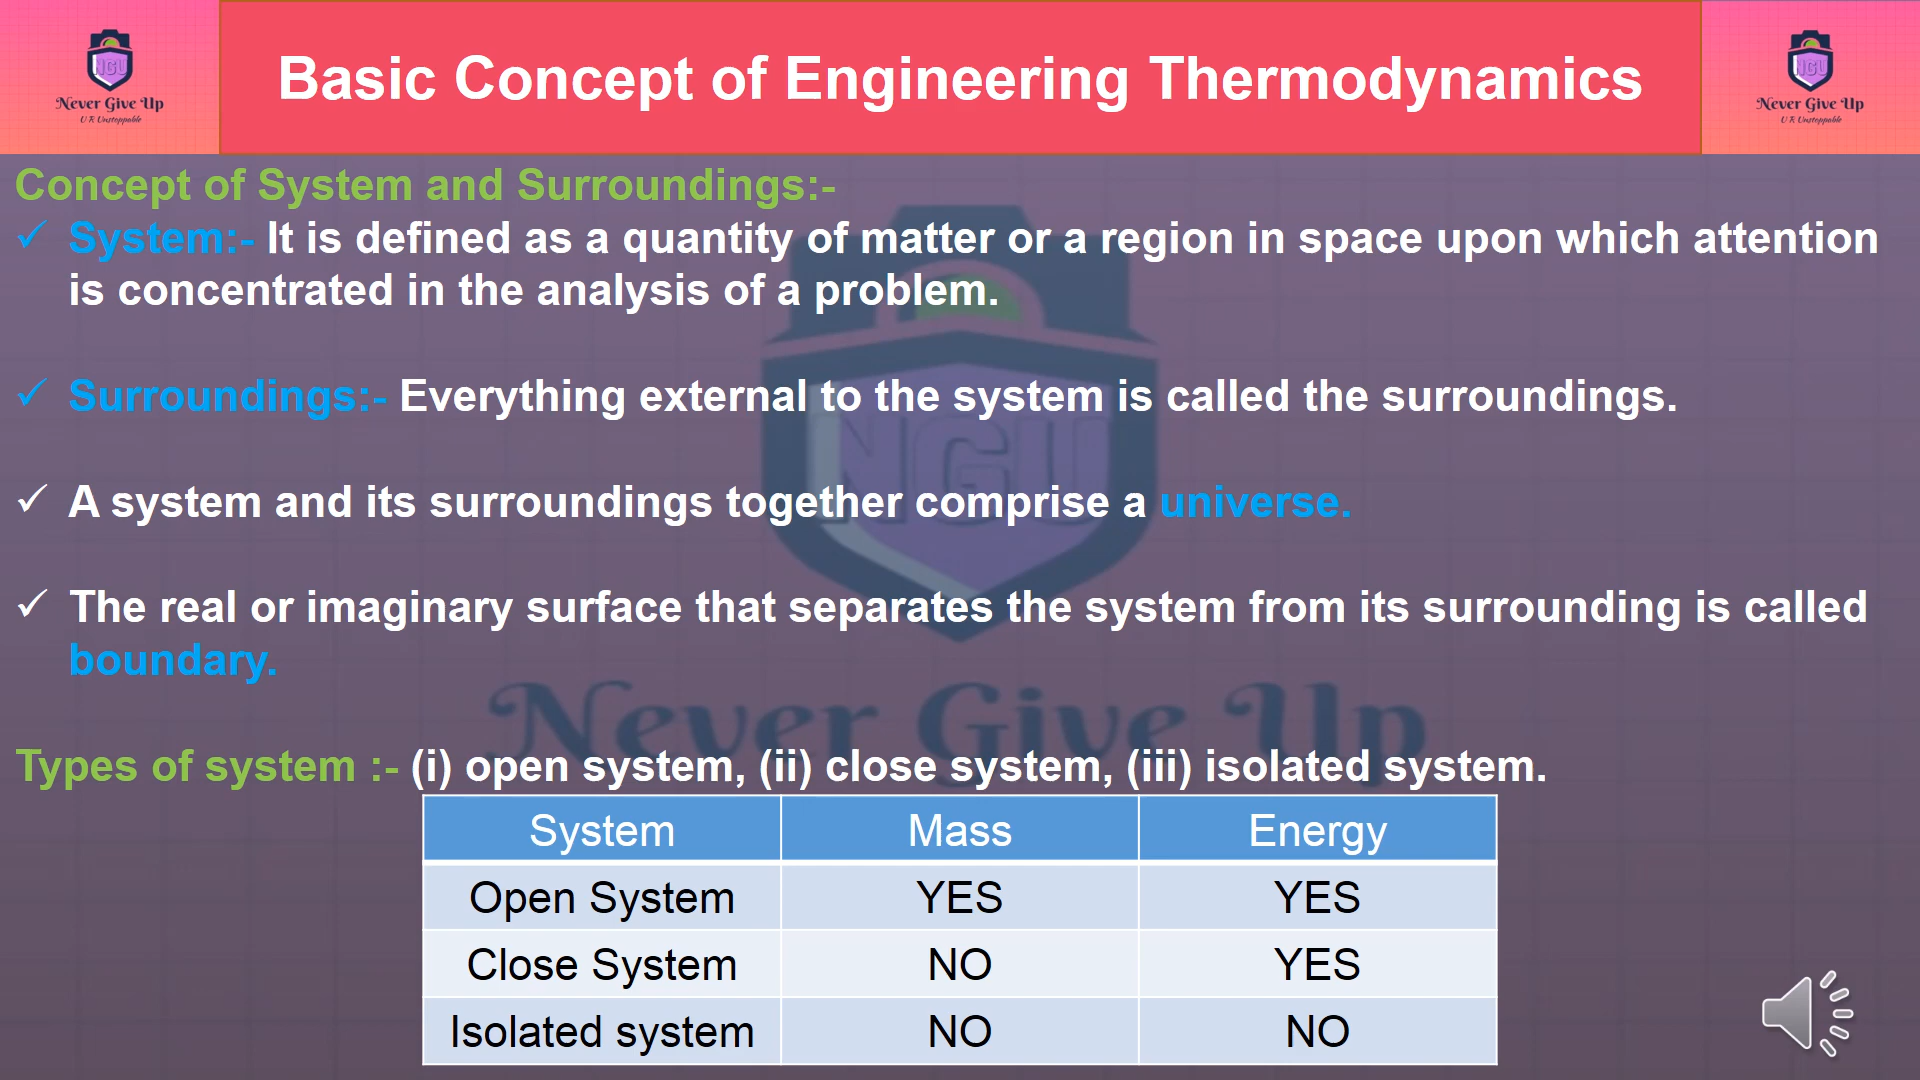 NGU
Never Give Up
U R Unstoppable
Basic Concept of Engineering Thermodynamics
NGU
Never Give Up
U R Unstoppable
Concept of System and Surroundings:-
✓ System:- It is defined as a quantity of matter or a region in space upon which attention
is concentrated in the analysis of a problem.
✓ Surroundings:- Everything external to the system is called the surroundings.
NGU
✓ A system and its surroundings together comprise a universe.
✓ The real or imaginary surface that separates the system from its surrounding is called
boundary.
Never Give Up
Types of system :- (i) open system, (ii) close system, (iii) isolated system.
System Mass Energy
Open System YES YES
Close System NO YES
Isolated system NO NO